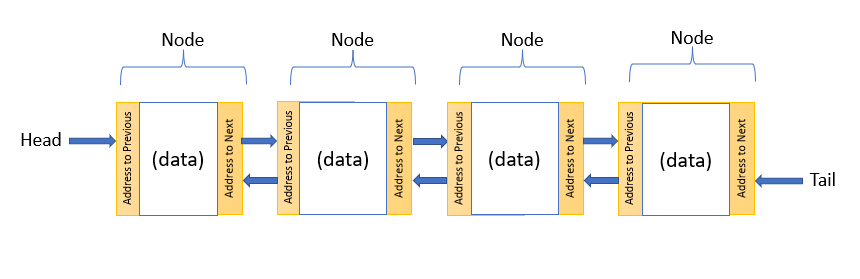 Node
Node
Node
Node
Head
Address to Previous
(data)
Address to Next
Address to Previous
(data)
Address to Next
Address to Previous
(data)
Address to Next
Address to Previous
(data)
Address to Next
Tail